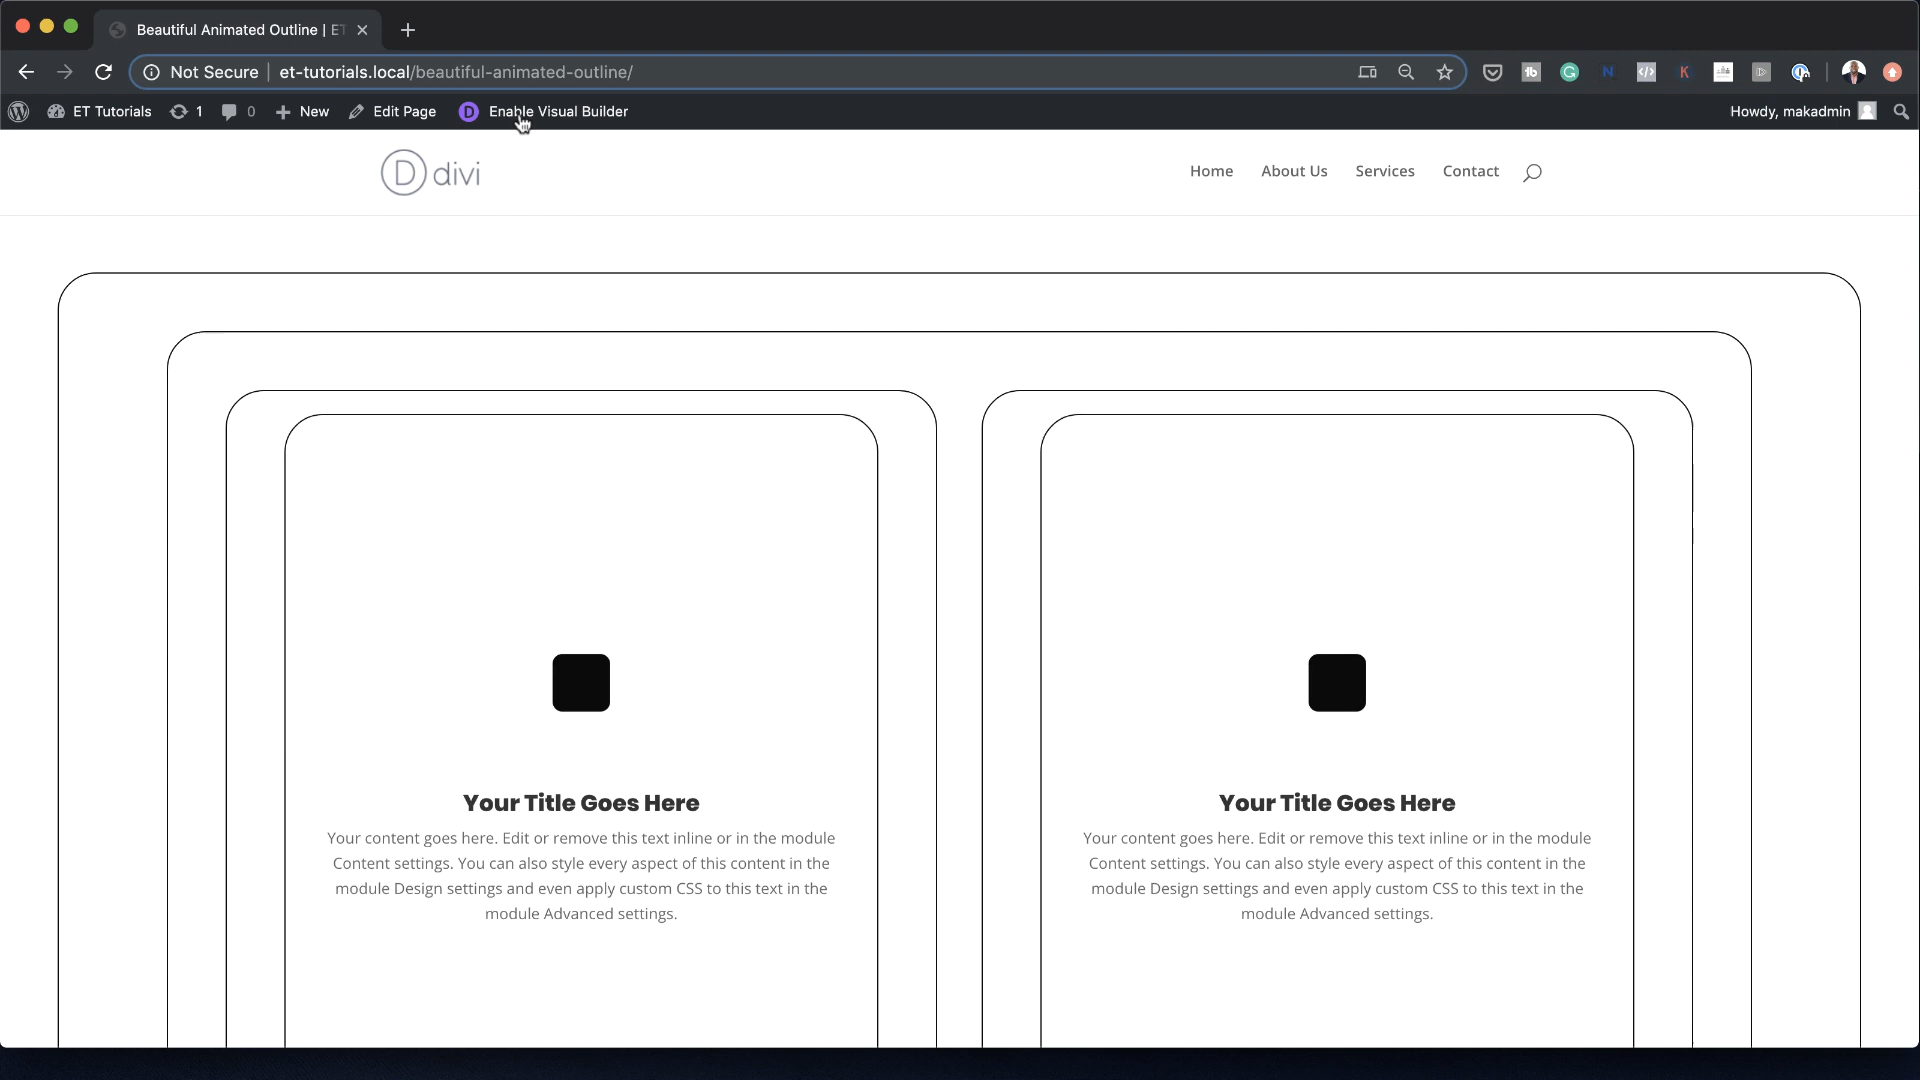 Beautiful Animated Outline | ET
Not Secure | et-tutorials.local/beautiful-animated-outline/
ET Tutorials 1 0 New Edit Page D Enable Visual Builder Howdy, makadmin
D divi
Home About Us Services Contact
Your Title Goes Here
Your content goes here. Edit or remove this text inline or in the module
Content settings. You can also style every aspect of this content in the
module Design settings and even apply custom CSS to this text in the
module Advanced settings.
Your Title Goes Here
Your content goes here. Edit or remove this text inline or in the module
Content settings. You can also style every aspect of this content in the
module Design settings and even apply custom CSS to this text in the
module Advanced settings.